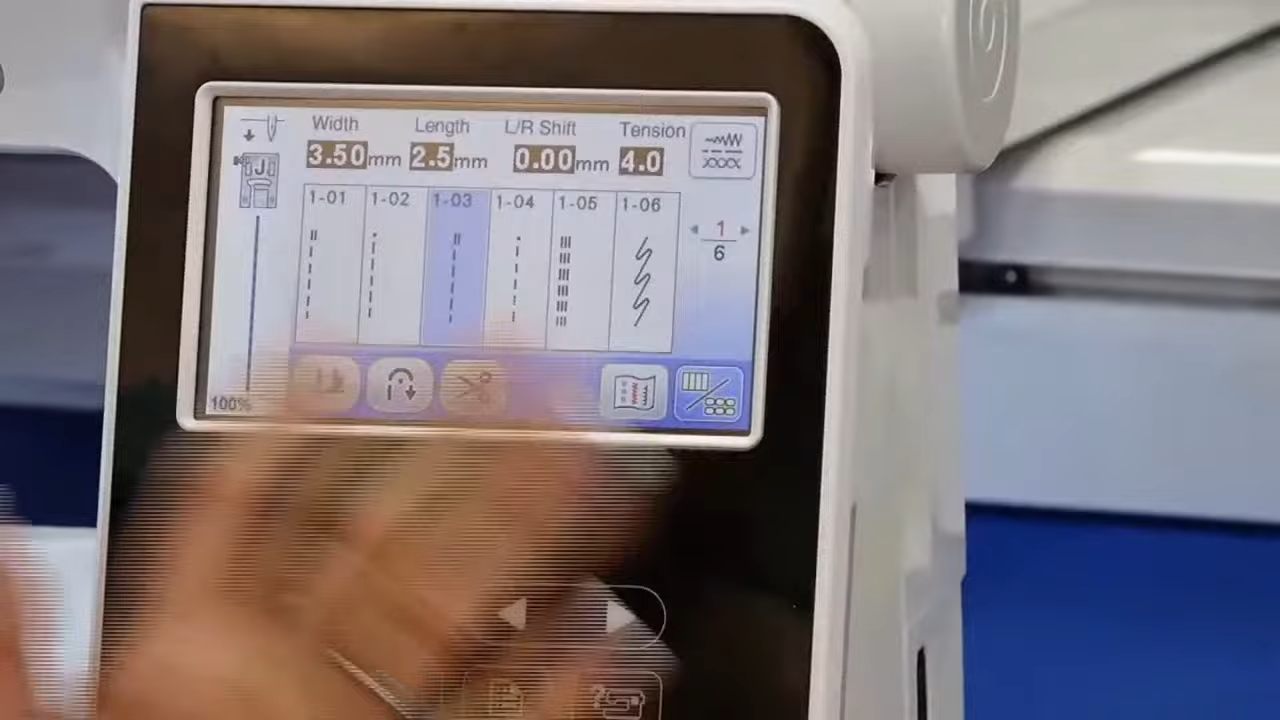 Width Length L/R Shift Tension
3.50mm 2.5mm 0.00mm 4.0
J
1-01 1-02 1-03 1-04 1-05 1-06
1
6
100%